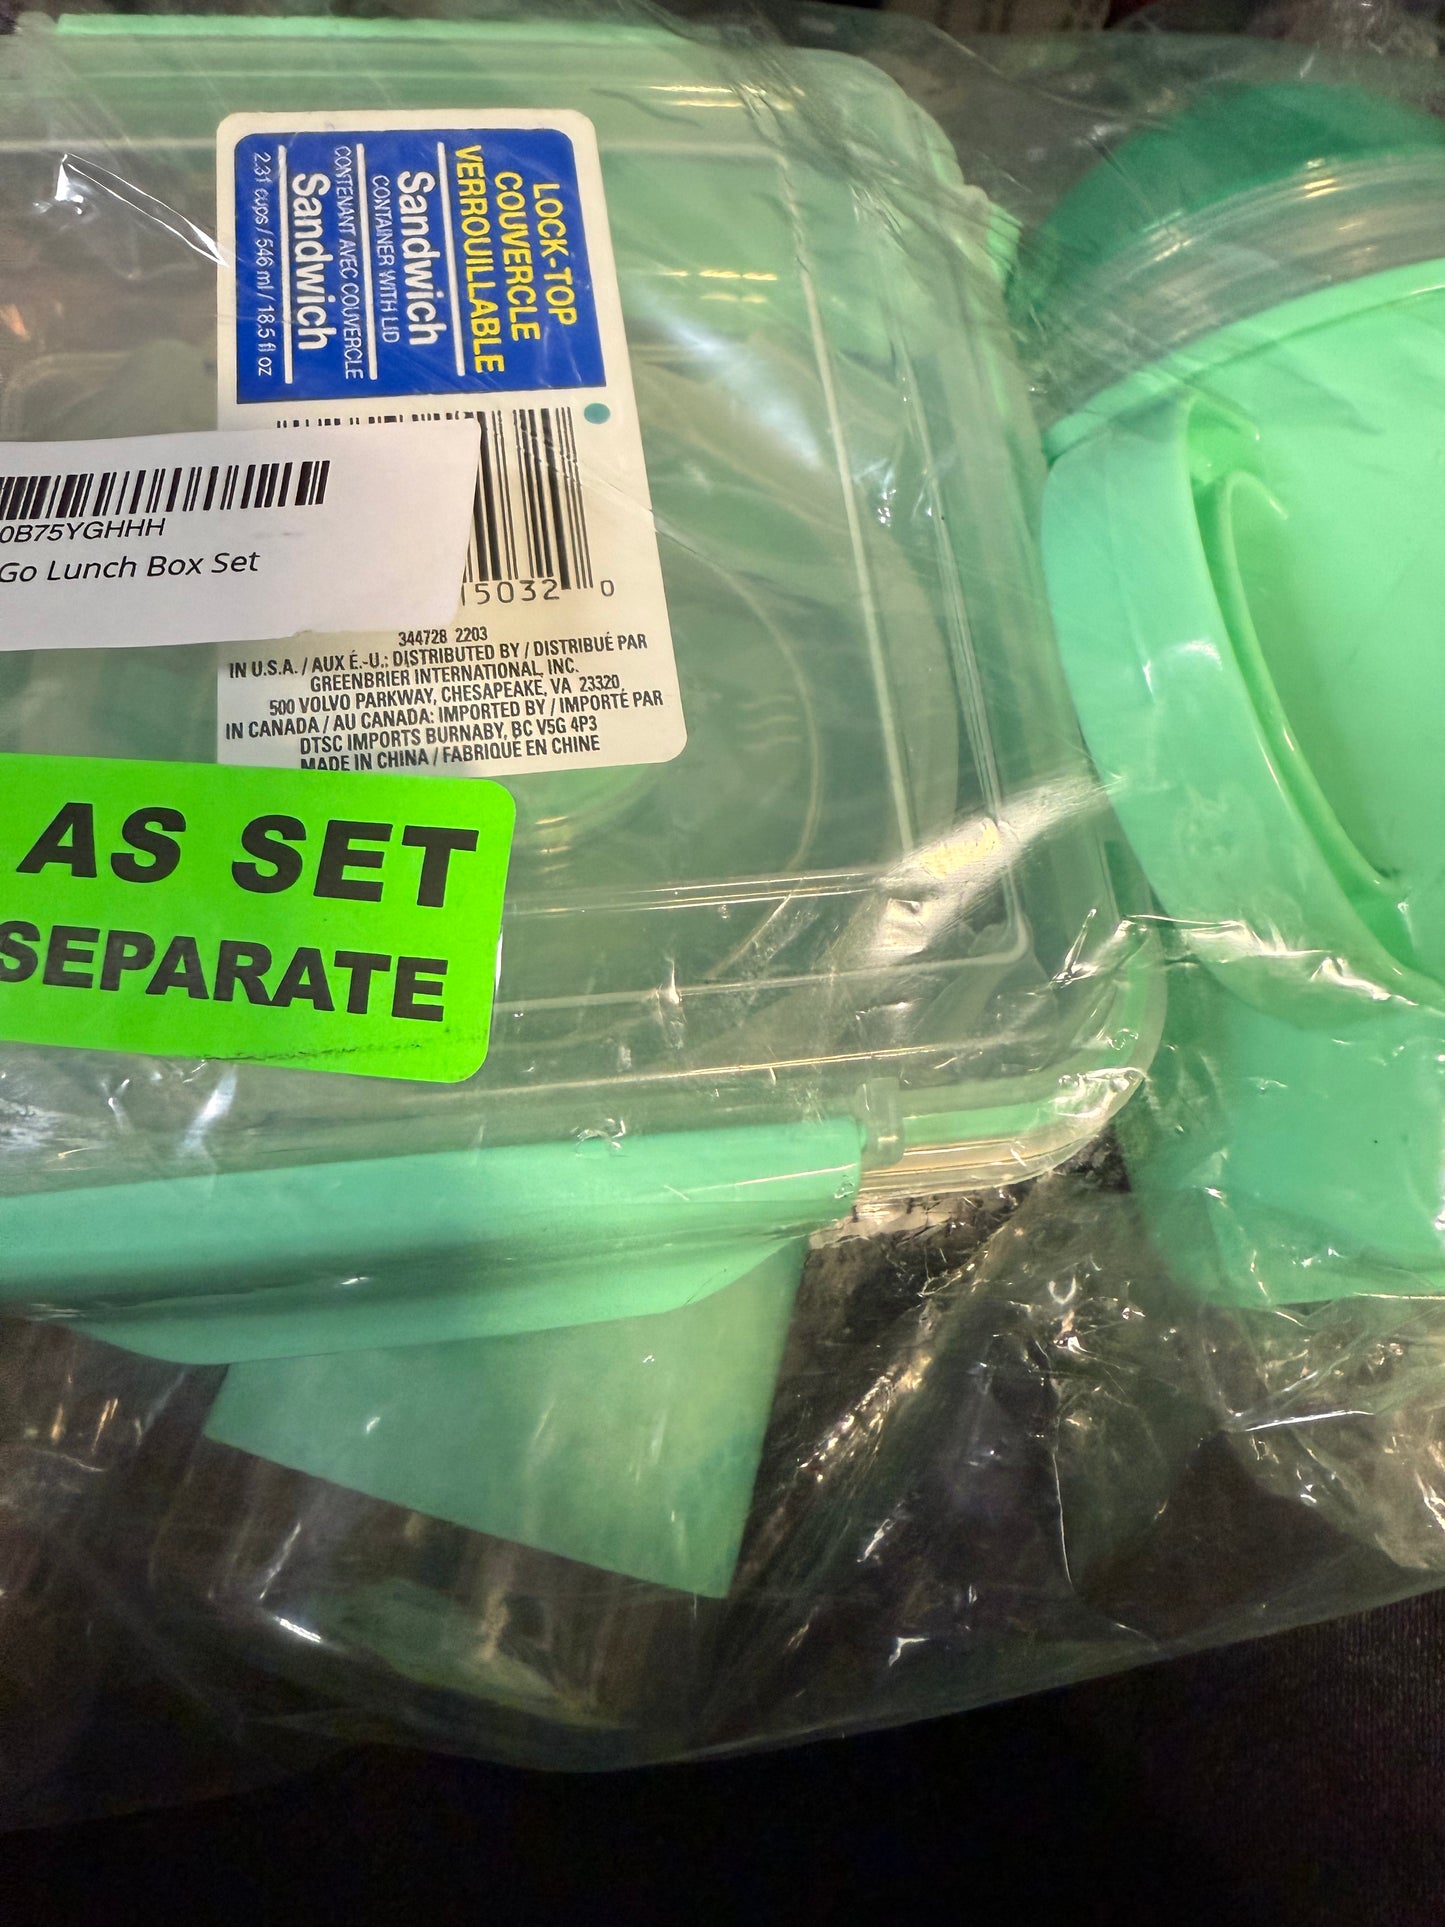 LOCK-TOP
COUVERCLE
VERROUILLABLE
Sandwich
CONTAINER WITH LID
CONTENANT AVEC COUVERCLE
Sandwich
2.31 cups / 546 ml / 18.5 fl oz
0B75YGHHH
Go Lunch Box Set
15032 0
344728 2203
IN U.S.A. / AUX É.-U.: DISTRIBUTED BY / DISTRIBUÉ PAR
GREENBRIER INTERNATIONAL, INC.
500 VOLVO PARKWAY, CHESAPEAKE, VA 23320
IN CANADA / AU CANADA: IMPORTED BY / IMPORTÉ PAR
DTSC IMPORTS BURNABY, BC V5G 4P3
MADE IN CHINA / FABRIQUÉ EN CHINE
AS SET
SEPARATE